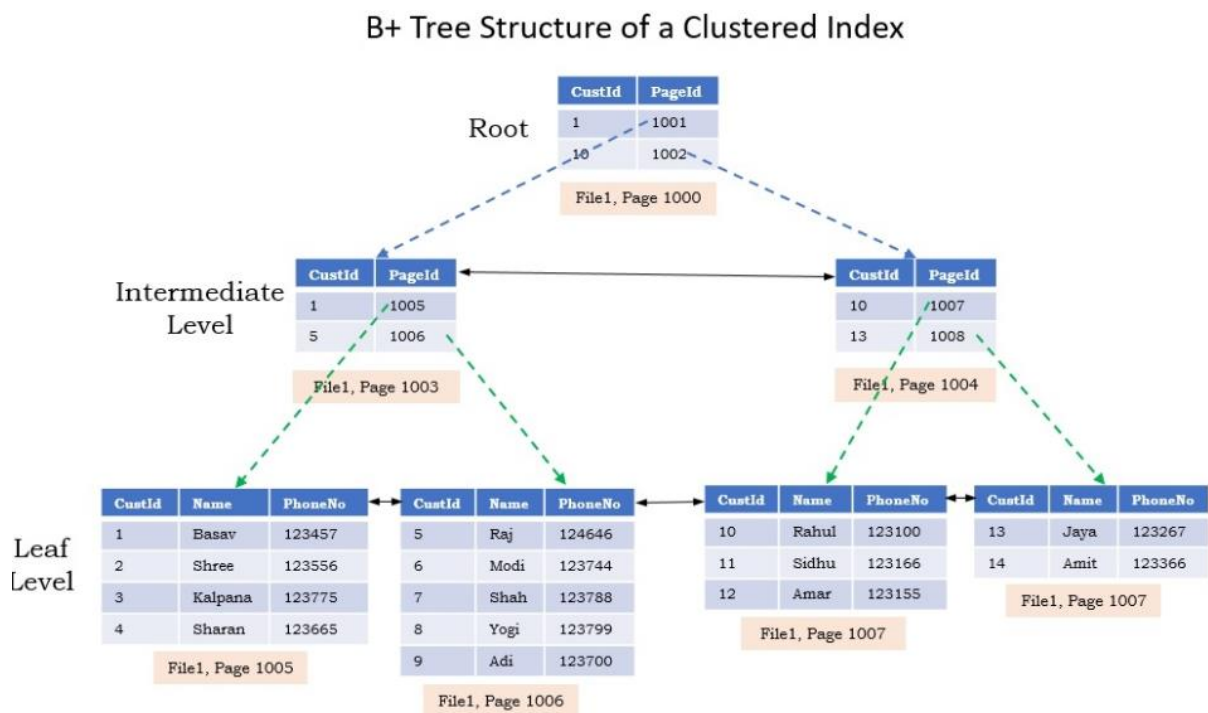 B+ Tree Structure of a Clustered Index
Root
CustId PageId
1 1001
10 1002
File1, Page 1000
Intermediate
Level
CustId PageId
1 1005
5 1006
File1, Page 1003
CustId PageId
10 1007
13 1008
File1, Page 1004
Leaf
Level
CustId Name PhoneNo
1 Basav 123457
2 Shree 123556
3 Kalpana 123775
4 Sharan 123665
File1, Page 1005
CustId Name PhoneNo
5 Raj 124646
6 Modi 123744
7 Shah 123788
8 Yogi 123799
9 Adi 123700
File1, Page 1006
CustId Name PhoneNo
10 Rahul 123100
11 Sidhu 123166
12 Amar 123155
File1, Page 1007
CustId Name PhoneNo
13 Jaya 123267
14 Amit 123366
File1, Page 1007